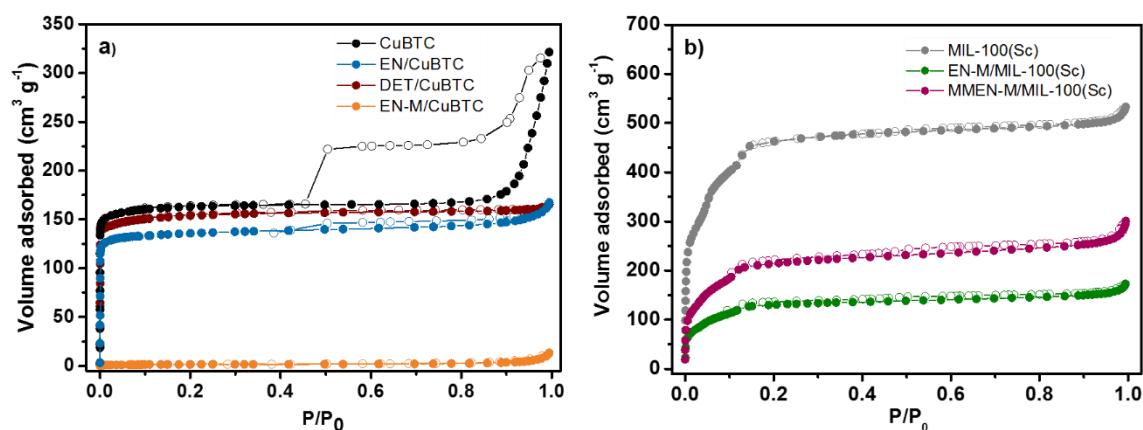 a)
CuBTC
EN/CuBTC
DET/CuBTC
EN-M/CuBTC
Volume adsorbed (cm³ g⁻¹)
350
300
250
200
150
100
50
0
0.0 0.2 0.4 0.6 0.8 1.0
P/P₀
b)
MIL-100(Sc)
EN-M/MIL-100(Sc)
MMEN-M/MIL-100(Sc)
Volume adsorbed (cm³ g⁻¹)
700
600
500
400
300
200
100
0
0.0 0.2 0.4 0.6 0.8 1.0
P/P₀